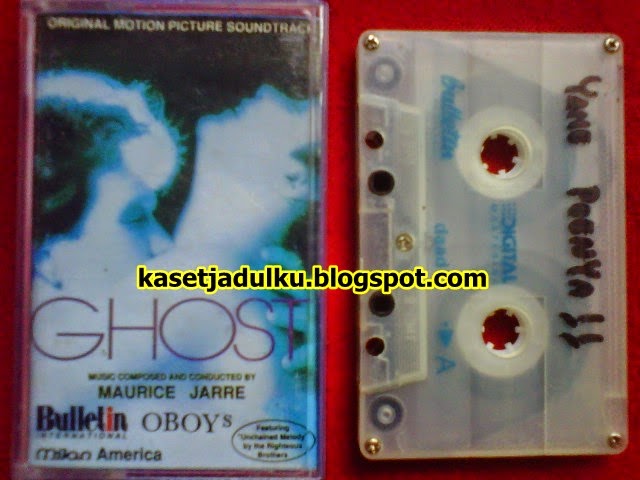 ORIGINAL MOTION PICTURE SOUNDTRACK
GHOST
MUSIC COMPOSED AND CONDUCTED BY
MAURICE JARRE
Bulletin
INTERNATIONAL
OBOYs
Milan America
Featuring
"Unchained Melody"
by the Righteous
Brothers
kasetjadulku.blogspot.com
bulletin
DIGITAL
A
YANG POENYA !!